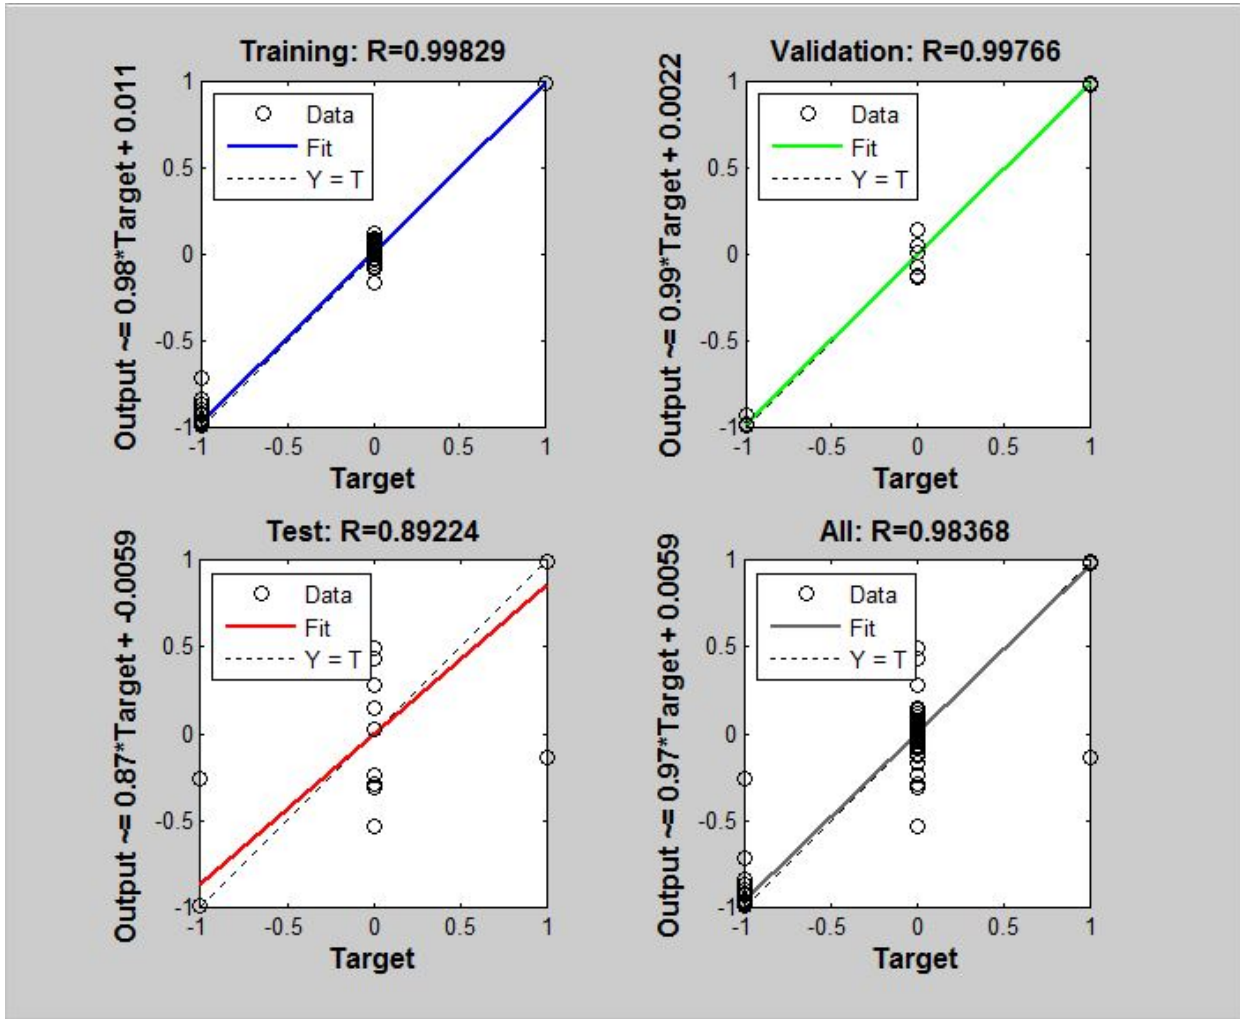 Training: R=0.99829
Output ~= 0.98*Target + 0.011
1
0.5
0
-0.5
-1
Data
Fit
Y = T
-1
-0.5
0
0.5
1
Target
Validation: R=0.99766
Output ~= 0.99*Target + 0.0022
1
0.5
0
-0.5
-1
Data
Fit
Y = T
-1
-0.5
0
0.5
1
Target
Test: R=0.89224
Output ~= 0.87*Target + -0.0059
1
0.5
0
-0.5
-1
Data
Fit
Y = T
-1
-0.5
0
0.5
1
Target
All: R=0.98368
Output ~= 0.97*Target + 0.0059
1
0.5
0
-0.5
-1
Data
Fit
Y = T
-1
-0.5
0
0.5
1
Target